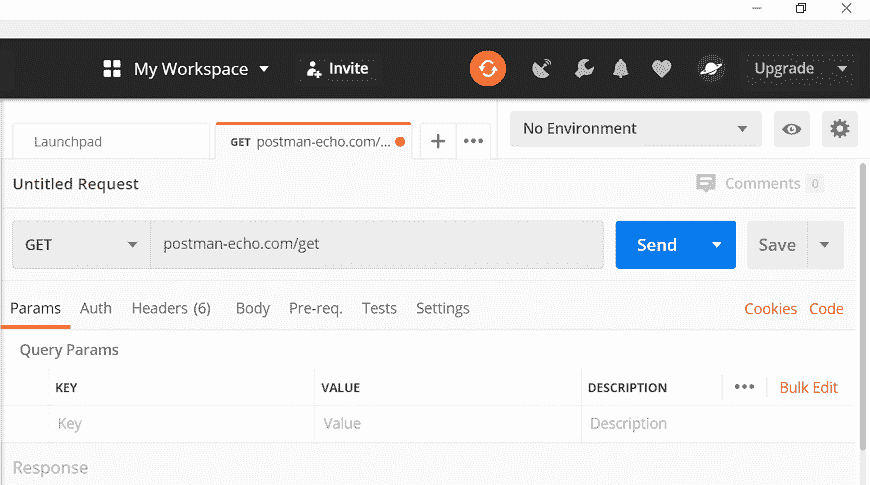 My Workspace Invite Upgrade
Launchpad GET postman-echo.com/... No Environment
Untitled Request Comments 0
GET postman-echo.com/get Send Save
Params Auth Headers (6) Body Pre-req. Tests Settings Cookies Code
Query Params
KEY VALUE DESCRIPTION Bulk Edit
Key Value Description
Response